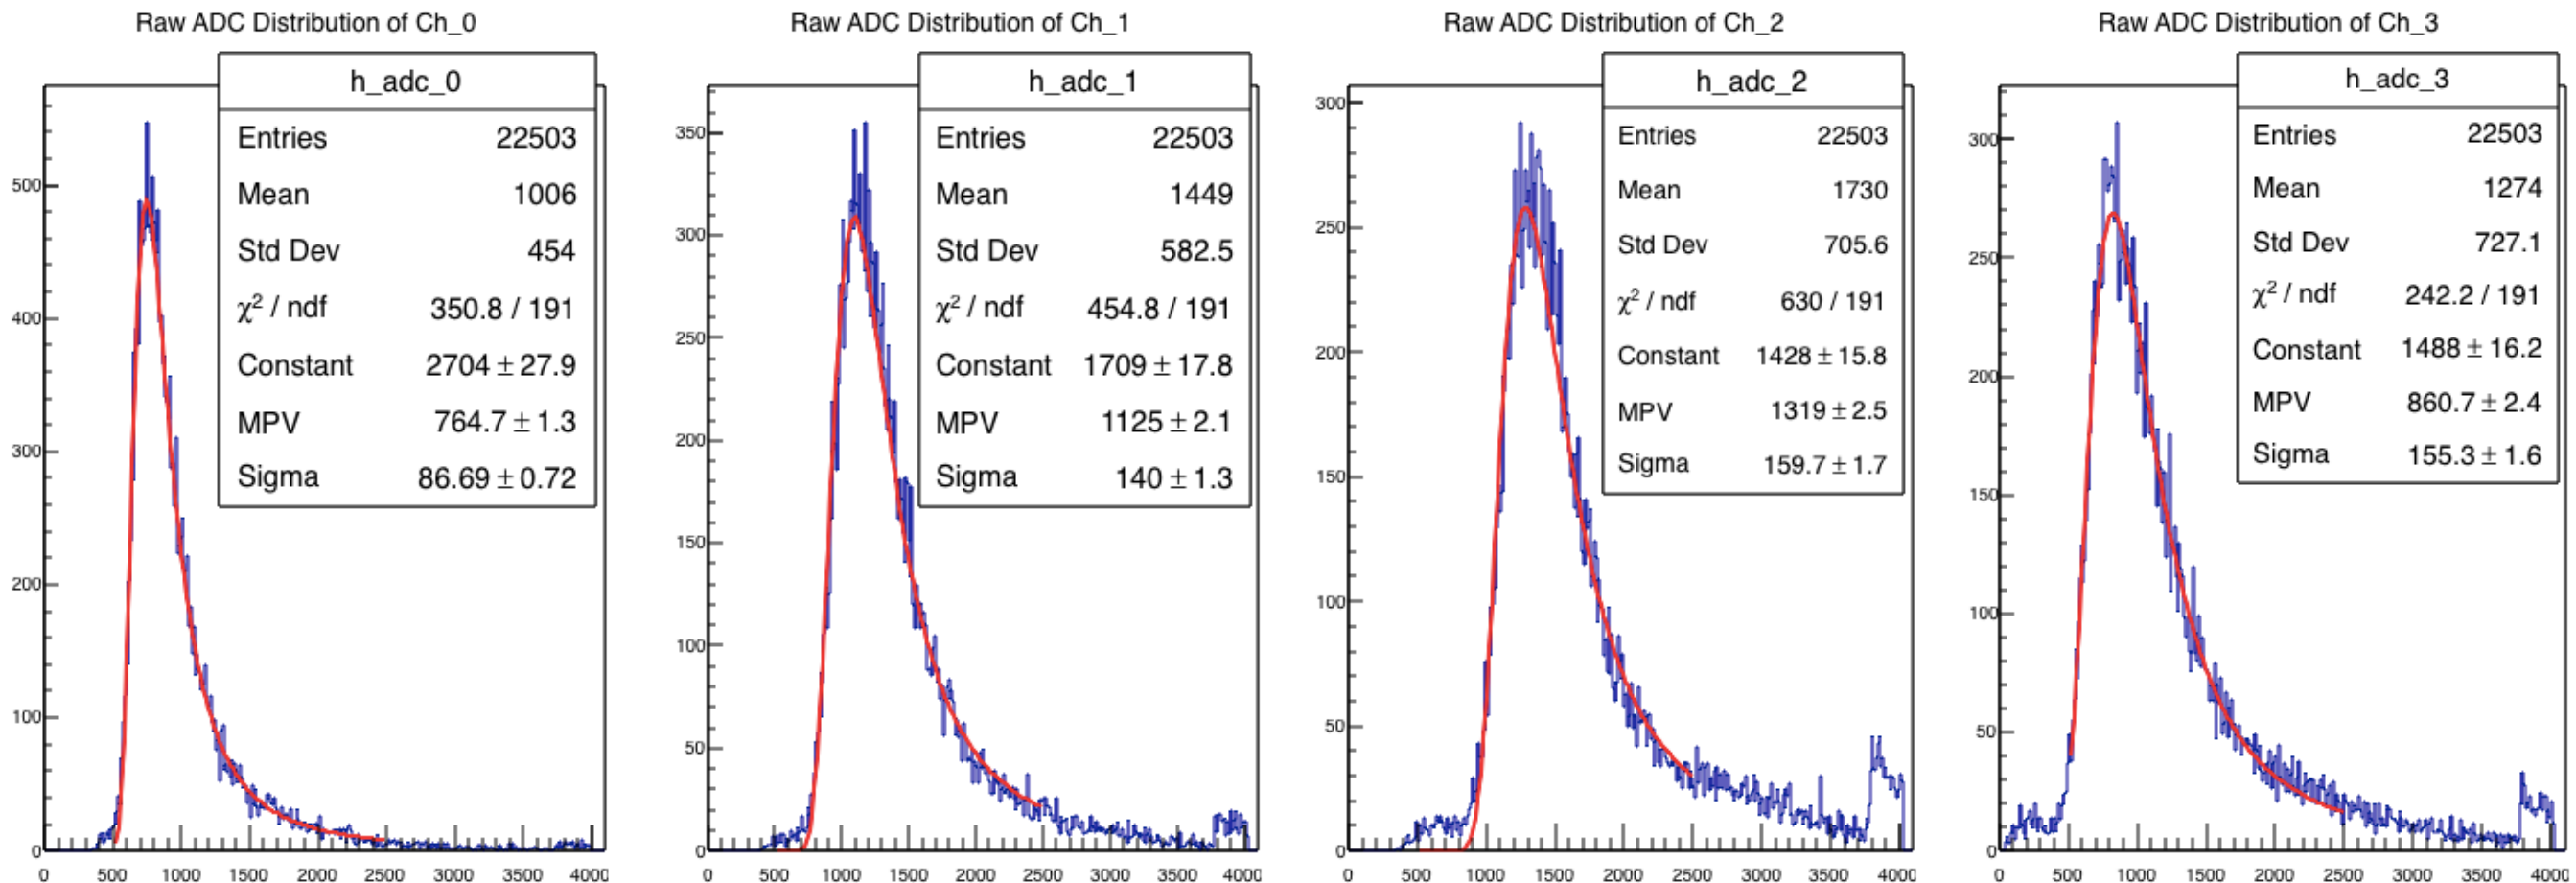 Raw ADC Distribution of Ch_0
h_adc_0
Entries 22503
Mean 1006
Std Dev 454
χ² / ndf 350.8 / 191
Constant 2704 ± 27.9
MPV 764.7 ± 1.3
Sigma 86.69 ± 0.72
500
400
300
200
100
0
0 500 1000 1500 2000 2500 3000 3500 4000
Raw ADC Distribution of Ch_1
h_adc_1
Entries 22503
Mean 1449
Std Dev 582.5
χ² / ndf 454.8 / 191
Constant 1709 ± 17.8
MPV 1125 ± 2.1
Sigma 140 ± 1.3
350
300
250
200
150
100
50
0
0 500 1000 1500 2000 2500 3000 3500 4000
Raw ADC Distribution of Ch_2
h_adc_2
Entries 22503
Mean 1730
Std Dev 705.6
χ² / ndf 630 / 191
Constant 1428 ± 15.8
MPV 1319 ± 2.5
Sigma 159.7 ± 1.7
300
250
200
150
100
50
0
0 500 1000 1500 2000 2500 3000 3500 4000
Raw ADC Distribution of Ch_3
h_adc_3
Entries 22503
Mean 1274
Std Dev 727.1
χ² / ndf 242.2 / 191
Constant 1488 ± 16.2
MPV 860.7 ± 2.4
Sigma 155.3 ± 1.6
300
250
200
150
100
50
0
0 500 1000 1500 2000 2500 3000 3500 4000